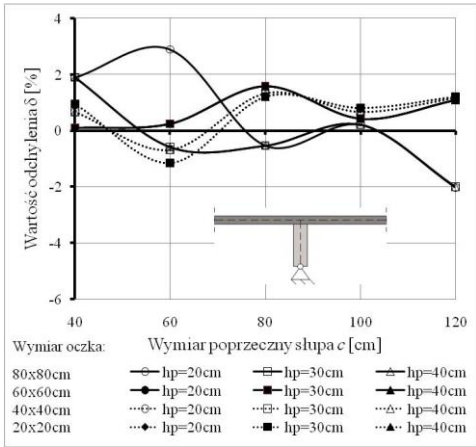 Wartość odchylenia δ [%]
4
2
0
-2
-4
-6
40 60 80 100 120
Wymiar oczka: Wymiar poprzeczny słupa c [cm]
80x80cm hp=20cm hp=30cm hp=40cm
60x60cm hp=20cm hp=30cm hp=40cm
40x40cm hp=20cm hp=30cm hp=40cm
20x20cm hp=20cm hp=30cm hp=40cm